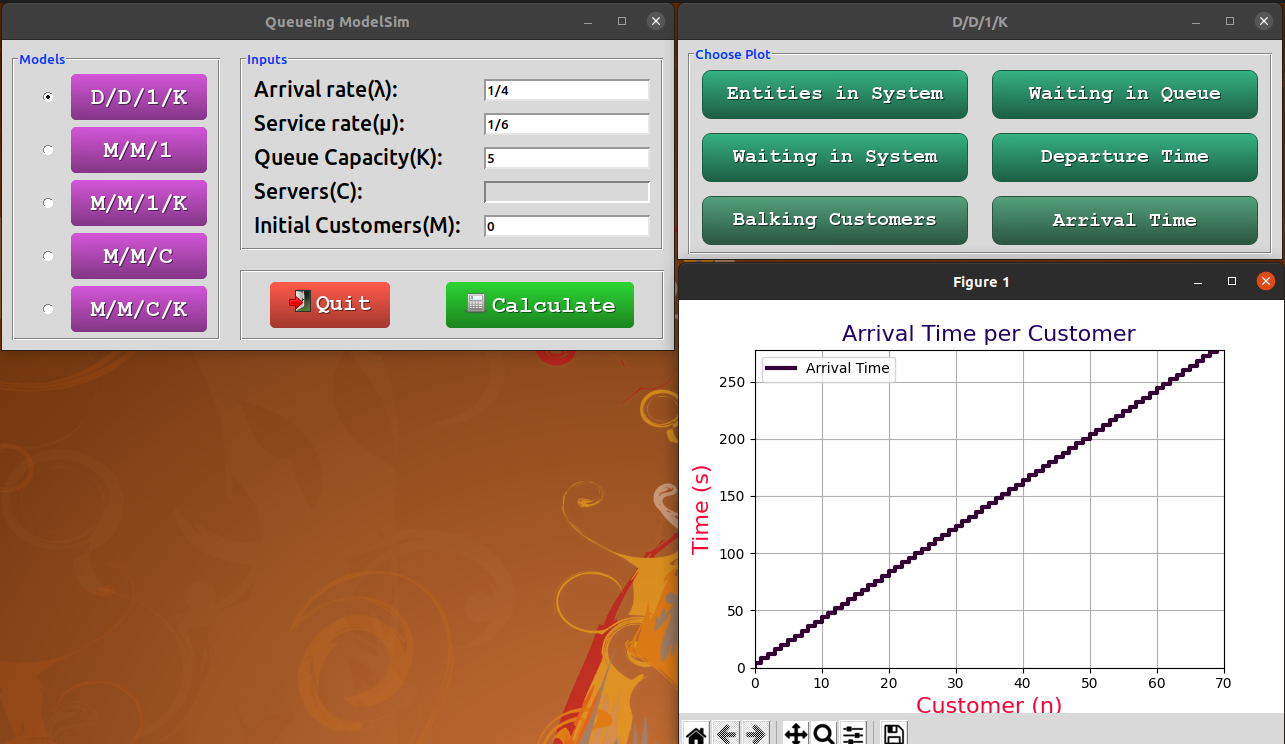 Queueing ModelSim
Models
D/D/1/K
M/M/1
M/M/1/K
M/M/C
M/M/C/K
Inputs
Arrival rate(λ): 1/4
Service rate(μ): 1/6
Queue Capacity(K): 5
Servers(C):
Initial Customers(M): 0
Quit Calculate
D/D/1/K
Choose Plot
Entities in System Waiting in Queue
Waiting in System Departure Time
Balking Customers Arrival Time
Figure 1
Arrival Time per Customer
Arrival Time
Time (s)
250
200
150
100
50
0
0 10 20 30 40 50 60 70
Customer (n)